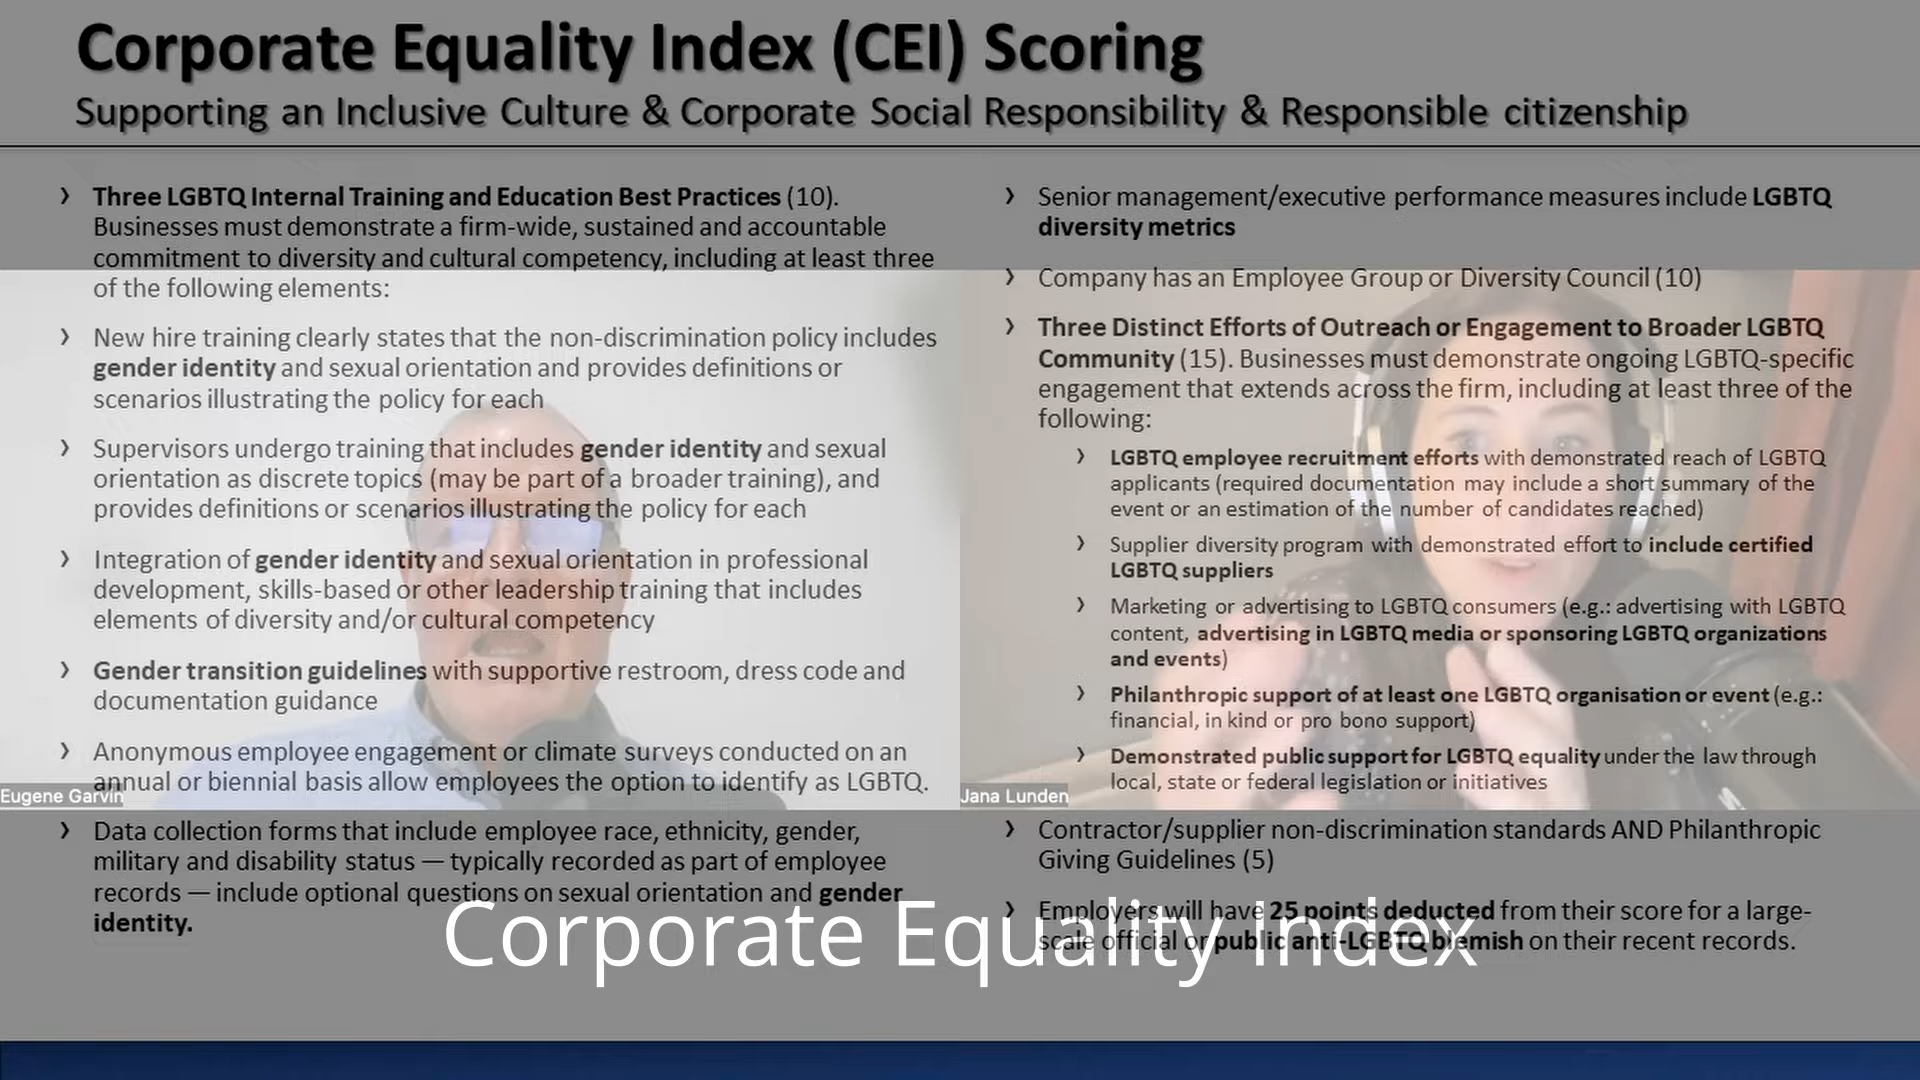 Corporate Equality Index (CEI) Scoring
Supporting an Inclusive Culture & Corporate Social Responsibility & Responsible citizenship
› Three LGBTQ Internal Training and Education Best Practices (10).
Businesses must demonstrate a firm-wide, sustained and accountable
commitment to diversity and cultural competency, including at least three
of the following elements:
› New hire training clearly states that the non-discrimination policy includes
gender identity and sexual orientation and provides definitions or
scenarios illustrating the policy for each
› Supervisors undergo training that includes gender identity and sexual
orientation as discrete topics (may be part of a broader training), and
provides definitions or scenarios illustrating the policy for each
› Integration of gender identity and sexual orientation in professional
development, skills-based or other leadership training that includes
elements of diversity and/or cultural competency
› Gender transition guidelines with supportive restroom, dress code and
documentation guidance
› Anonymous employee engagement or climate surveys conducted on an
annual or biennial basis allow employees the option to identify as LGBTQ.
Eugene Garvin
› Data collection forms that include employee race, ethnicity, gender,
military and disability status — typically recorded as part of employee
records — include optional questions on sexual orientation and gender
identity.
› Senior management/executive performance measures include LGBTQ
diversity metrics
› Company has an Employee Group or Diversity Council (10)
› Three Distinct Efforts of Outreach or Engagement to Broader LGBTQ
Community (15). Businesses must demonstrate ongoing LGBTQ-specific
engagement that extends across the firm, including at least three of the
following:
› LGBTQ employee recruitment efforts with demonstrated reach of LGBTQ
applicants (required documentation may include a short summary of the
event or an estimation of the number of candidates reached)
› Supplier diversity program with demonstrated effort to include certified
LGBTQ suppliers
› Marketing or advertising to LGBTQ consumers (e.g.: advertising with LGBTQ
content, advertising in LGBTQ media or sponsoring LGBTQ organizations
and events)
› Philanthropic support of at least one LGBTQ organisation or event (e.g.:
financial, in kind or pro bono support)
› Demonstrated public support for LGBTQ equality under the law through
local, state or federal legislation or initiatives
Jana Lunden
› Contractor/supplier non-discrimination standards AND Philanthropic
Giving Guidelines (5)
› Employers will have 25 points deducted from their score for a large-
scale official or public anti-LGBTQ blemish on their recent records.
Corporate Equality Index